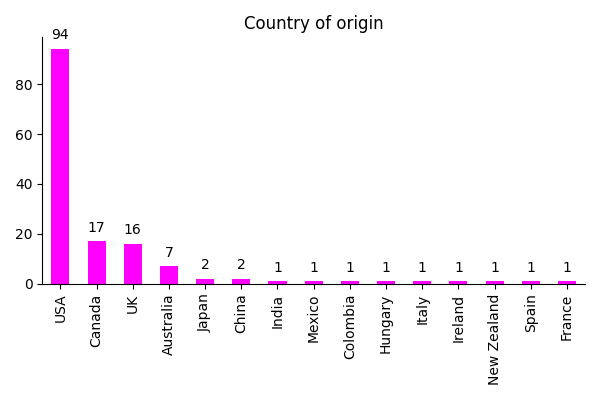 Country of origin
94
17
16
7
2
2
1
1
1
1
1
1
1
1
1
80
60
40
20
0
USA
Canada
UK
Australia
Japan
China
India
Mexico
Colombia
Hungary
Italy
Ireland
New Zealand
Spain
France